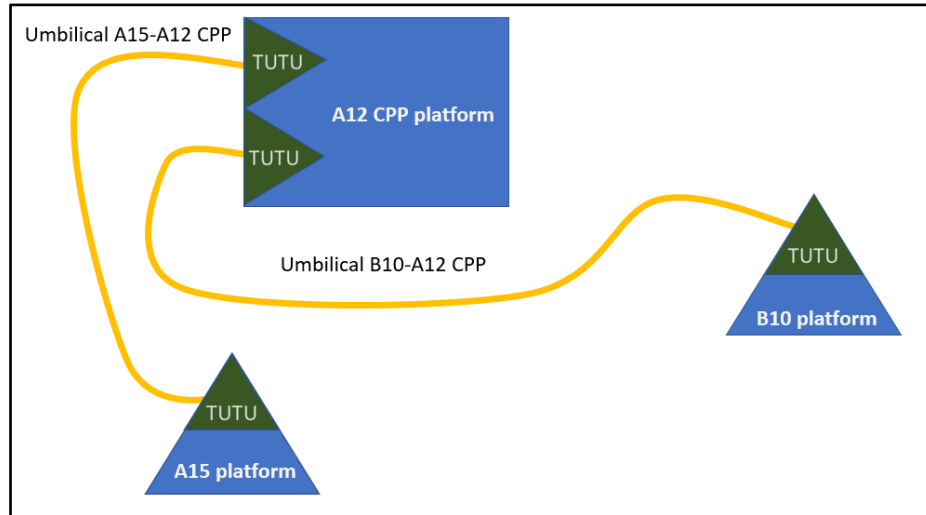 Umbilical A15-A12 CPP
TUTU
A12 CPP platform
TUTU
Umbilical B10-A12 CPP
TUTU
B10 platform
TUTU
A15 platform